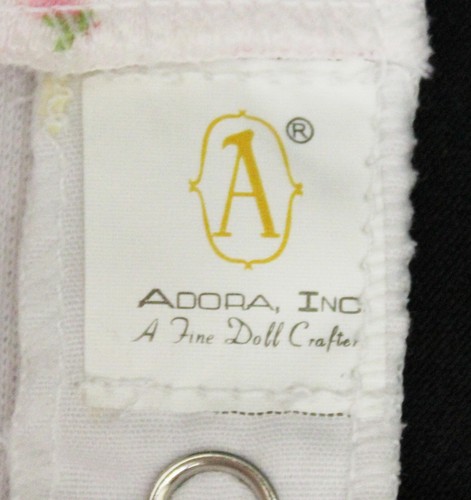 A ®
ADORA, INC
A Fine Doll Crafter